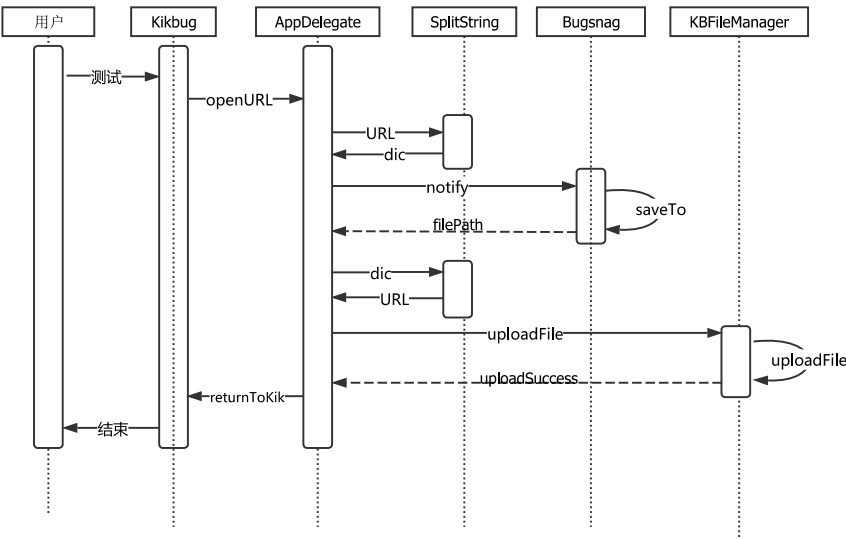 用户
Kikbug
AppDelegate
SplitString
Bugsnag
KBFileManager
测试
openURL
URL
dic
notify
saveTo
filePath
dic
URL
uploadFile
uploadFile
uploadSuccess
returnToKik
结束